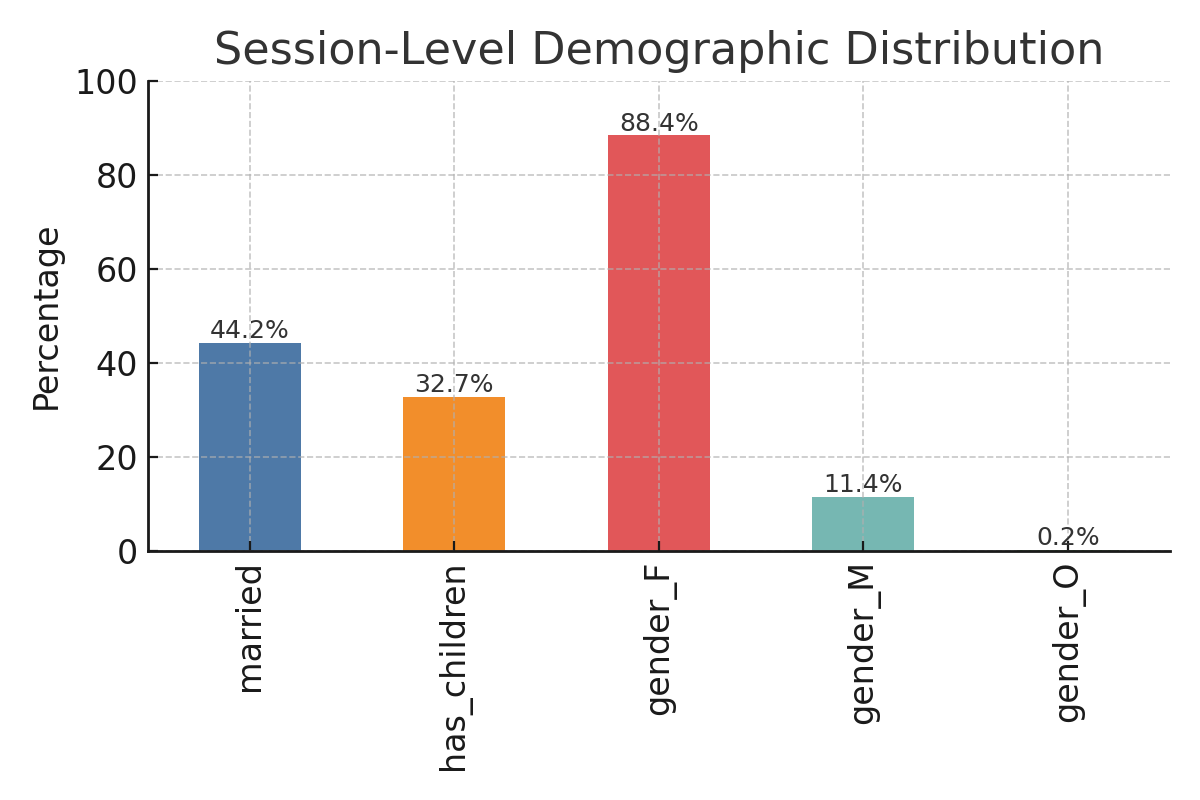 Session-Level Demographic Distribution
Percentage
100
80
60
40
20
0
44.2%
32.7%
88.4%
11.4%
0.2%
married
has_children
gender_F
gender_M
gender_O